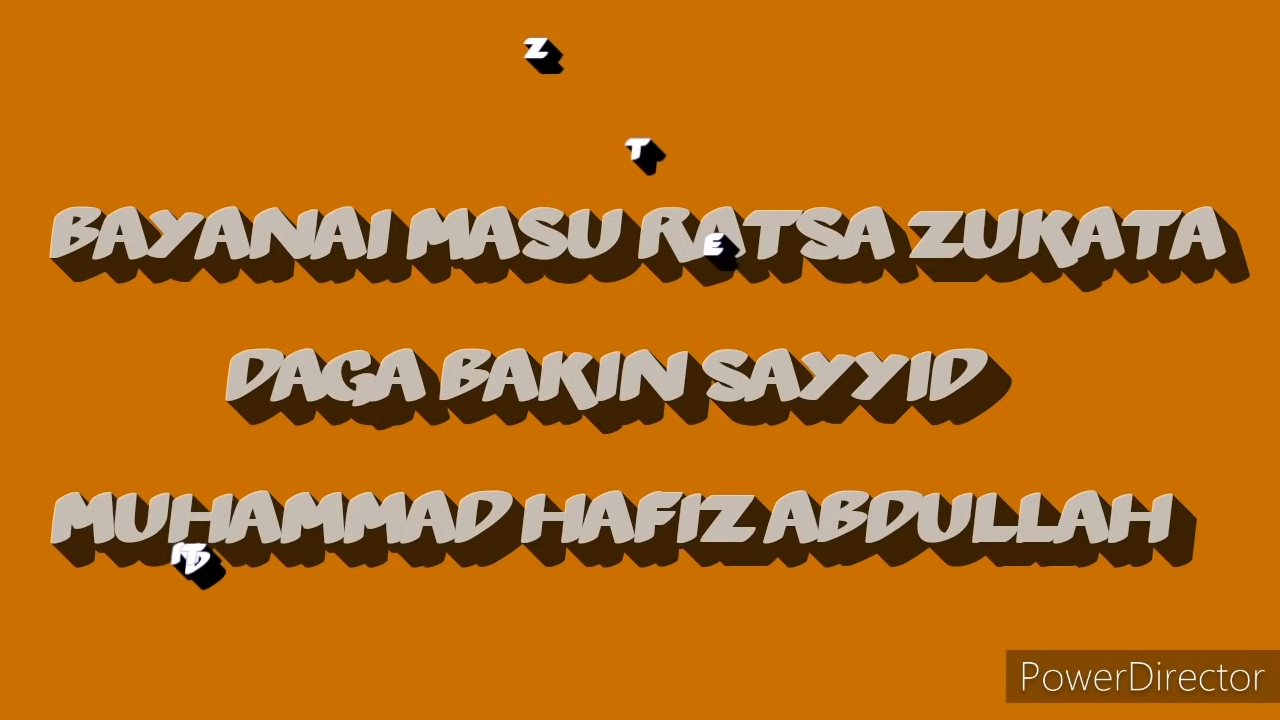 Z
T
E
BAYANAI MASU RATSA ZUKATA
DAGA BAKIN SAYYID
MUHAMMAD HAFIZ ABDULLAH
PowerDirector